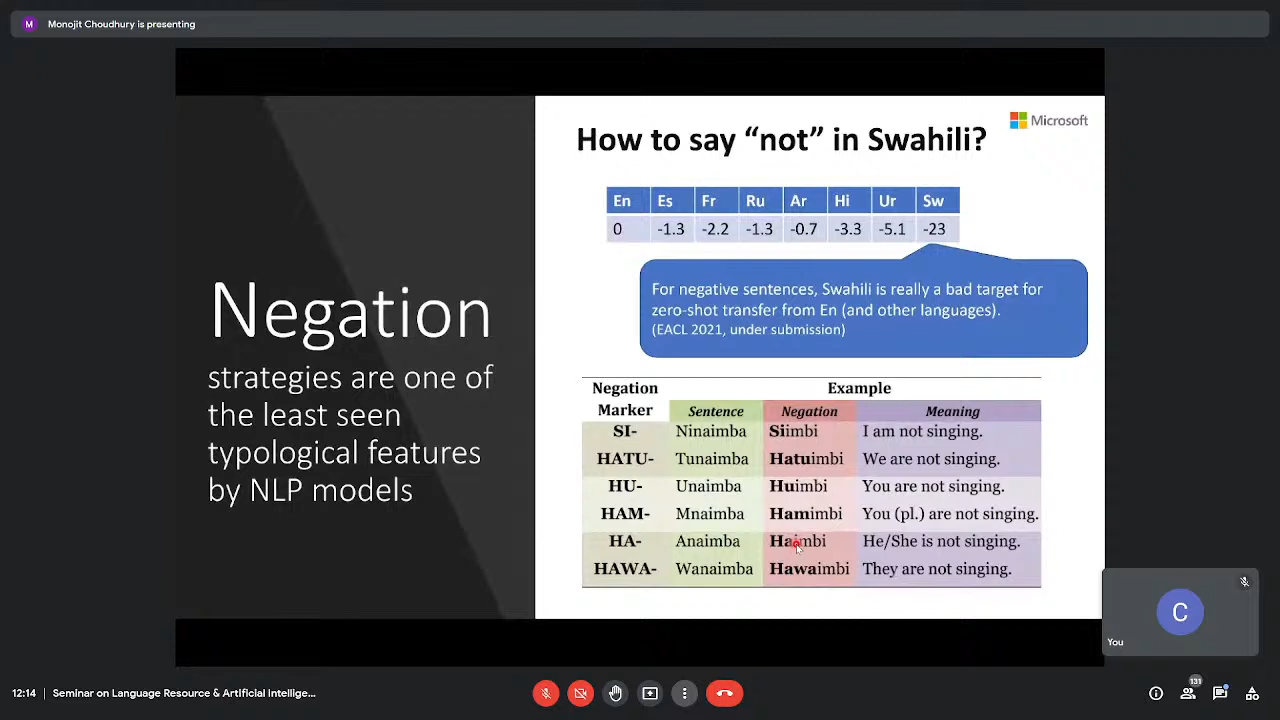 M Monojit Choudhury is presenting
Microsoft
How to say “not” in Swahili?
En Es Fr Ru Ar Hi Ur Sw
0 -1.3 -2.2 -1.3 -0.7 -3.3 -5.1 -23
For negative sentences, Swahili is really a bad target for
zero-shot transfer from En (and other languages).
(EACL 2021, under submission)
Negation
strategies are one of
the least seen
typological features
by NLP models
Negation Example
Marker Sentence Negation Meaning
SI- Ninaimba Siimbi I am not singing.
HATU- Tunaimba Hatuimbi We are not singing.
HU- Unaimba Huimbi You are not singing.
HAM- Mnaimba Hamimbi You (pl.) are not singing.
HA- Anaimba Haimbi He/She is not singing.
HAWA- Wanaimba Hawaimbi They are not singing.
C
You
12:14 | Seminar on Language Resource & Artificial Intellige...
131